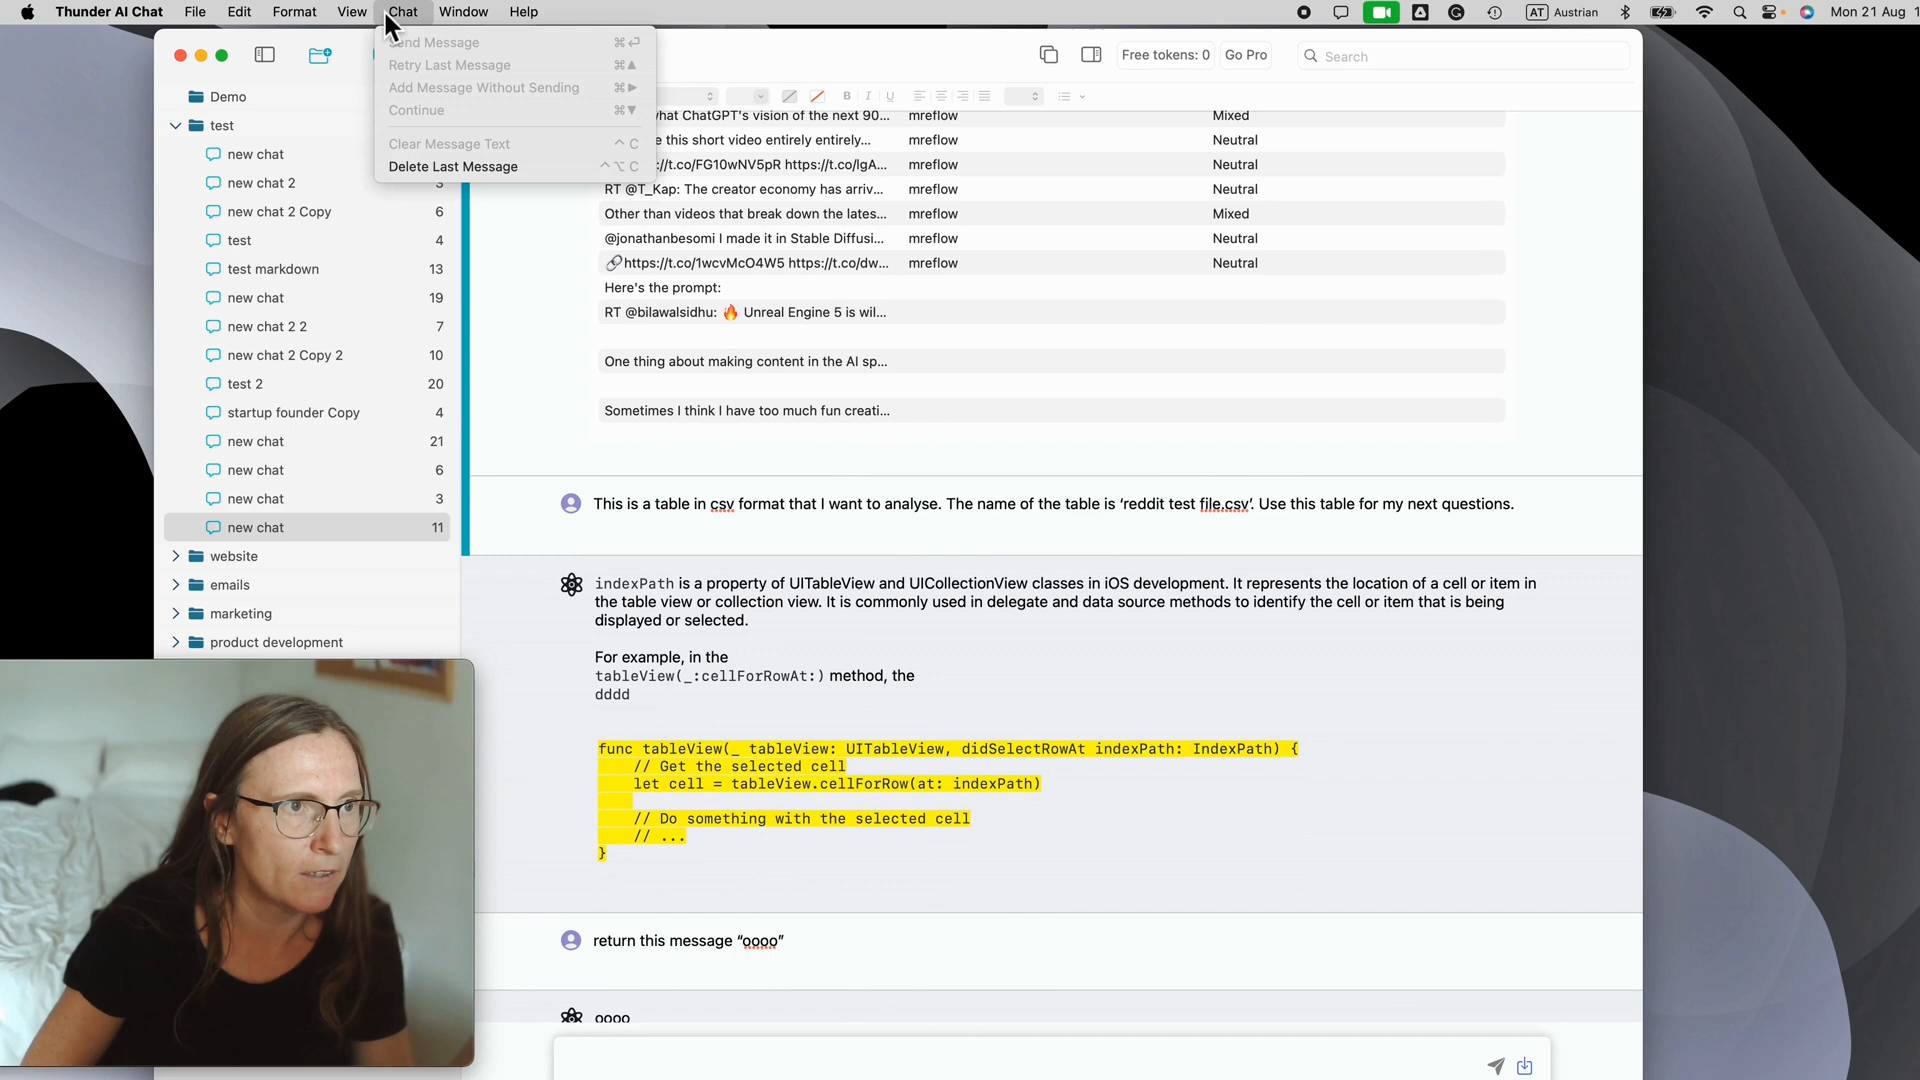 Thunder AI Chat File Edit Format View Chat Window Help AT Austrian Mon 21 Aug
Send Message ⌘⏎
Retry Last Message ⌘▲
Add Message Without Sending ⌘▶
Continue ⌘▼
Clear Message Text ^ C
Delete Last Message ^⌥ C
Free tokens: 0 Go Pro Search
B I U
Demo
test
new chat
new chat 2 3
new chat 2 Copy 6
test 4
test markdown 13
new chat 19
new chat 2 2 7
new chat 2 Copy 2 10
test 2 20
startup founder Copy 4
new chat 21
new chat 6
new chat 3
new chat 11
website
emails
marketing
product development
hat ChatGPT's vision of the next 90... mreflow Mixed
e this short video entirely entirely... mreflow Neutral
://t.co/FG10wNV5pR https://t.co/lgA... mreflow Neutral
RT @T_Kap: The creator economy has arriv... mreflow Neutral
Other than videos that break down the lates... mreflow Mixed
@jonathanbesomi I made it in Stable Diffusi... mreflow Neutral
🔗https://t.co/1wcvMcO4W5 https://t.co/dw... mreflow Neutral
Here's the prompt:
RT @bilawalsidhu: 🔥 Unreal Engine 5 is wil...
One thing about making content in the AI sp...
Sometimes I think I have too much fun creati...
This is a table in csv format that I want to analyse. The name of the table is ‘reddit test file.csv’. Use this table for my next questions.
indexPath is a property of UITableView and UICollectionView classes in iOS development. It represents the location of a cell or item in
the table view or collection view. It is commonly used in delegate and data source methods to identify the cell or item that is being
displayed or selected.
For example, in the
tableView(_:cellForRowAt:) method, the
dddd
func tableView(_ tableView: UITableView, didSelectRowAt indexPath: IndexPath) {
// Get the selected cell
let cell = tableView.cellForRow(at: indexPath)
// Do something with the selected cell
// ...
}
return this message “oooo”
oooo